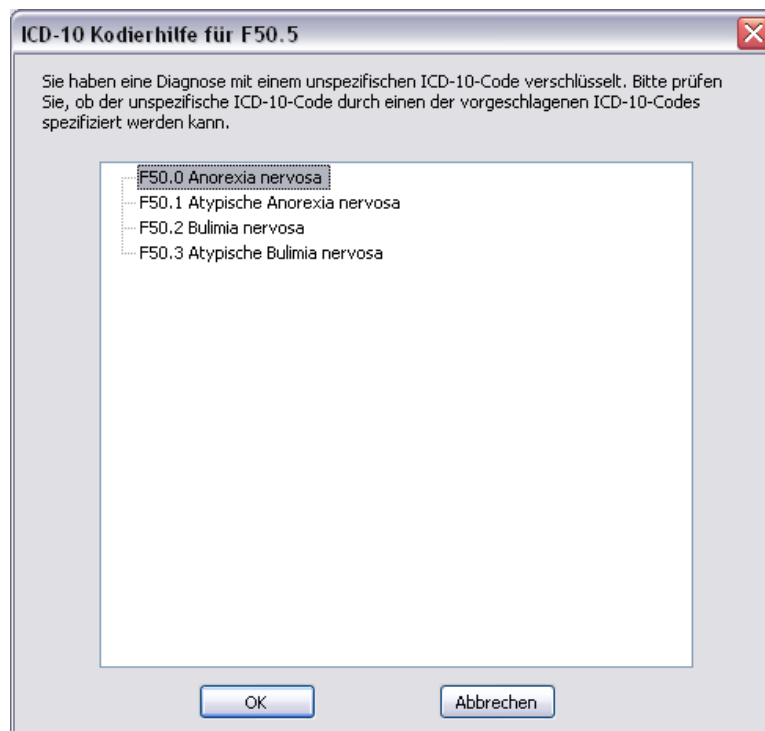 ICD-10 Kodierhilfe für F50.5
Sie haben eine Diagnose mit einem unspezifischen ICD-10-Code verschlüsselt. Bitte prüfen
Sie, ob der unspezifische ICD-10-Code durch einen der vorgeschlagenen ICD-10-Codes
spezifiziert werden kann.
F50.0 Anorexia nervosa
F50.1 Atypische Anorexia nervosa
F50.2 Bulimia nervosa
F50.3 Atypische Bulimia nervosa
OK Abbrechen